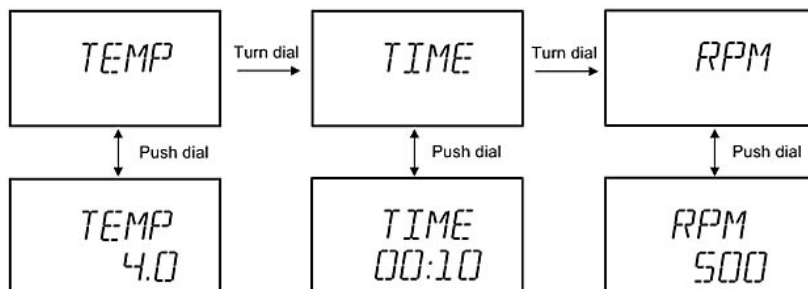 TEMP
Turn dial
TIME
Turn dial
RPM
Push dial
Push dial
Push dial
TEMP
4.0
TIME
00:10
RPM
500